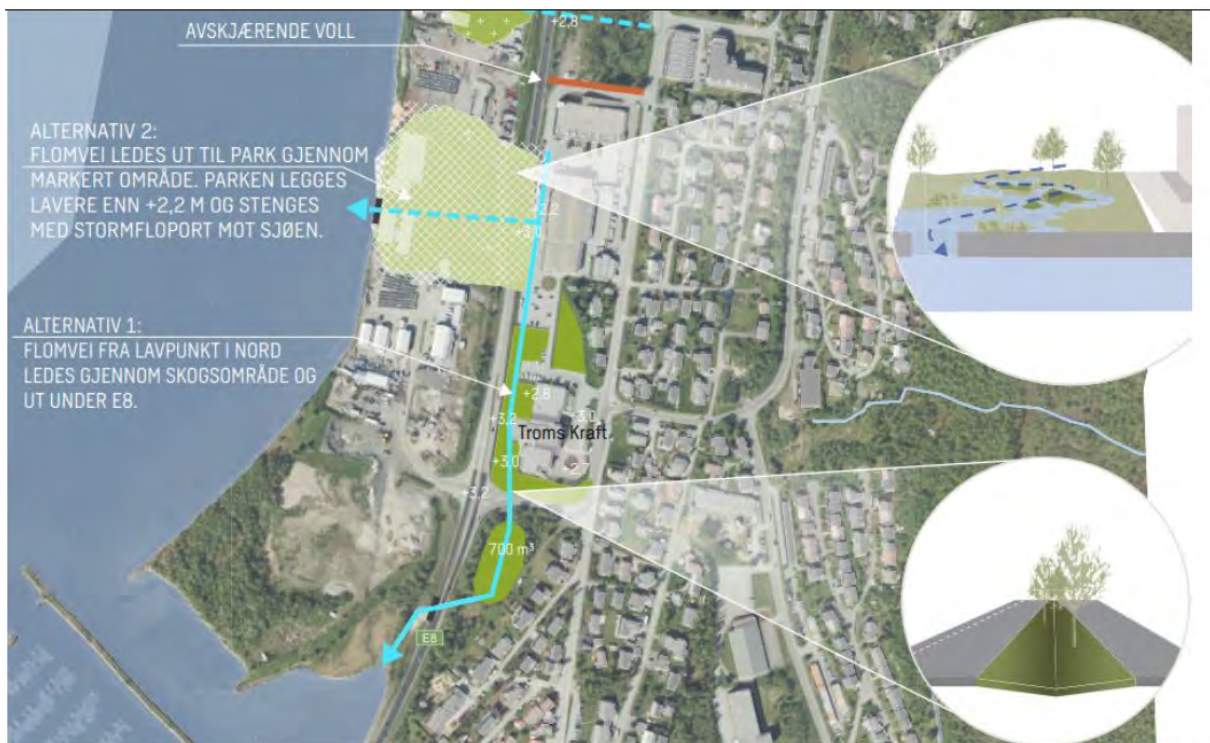 +2,8
AVSKJÆRENDE VOLL
ALTERNATIV 2:
FLOMVEI LEDES UT TIL PARK GJENNOM
MARKERT OMRÅDE. PARKEN LEGGES
LAVERE ENN +2,2 M OG STENGES
MED STORMFLOPORT MOT SJØEN.
+3,0
ALTERNATIV 1:
FLOMVEI FRA LAVPUNKT I NORD
LEDES GJENNOM SKOGSOMRÅDE OG
UT UNDER E8.
+2,8
+3,2
+3,0
Troms Kraft
+3,0
+3,2
700 m³
E8